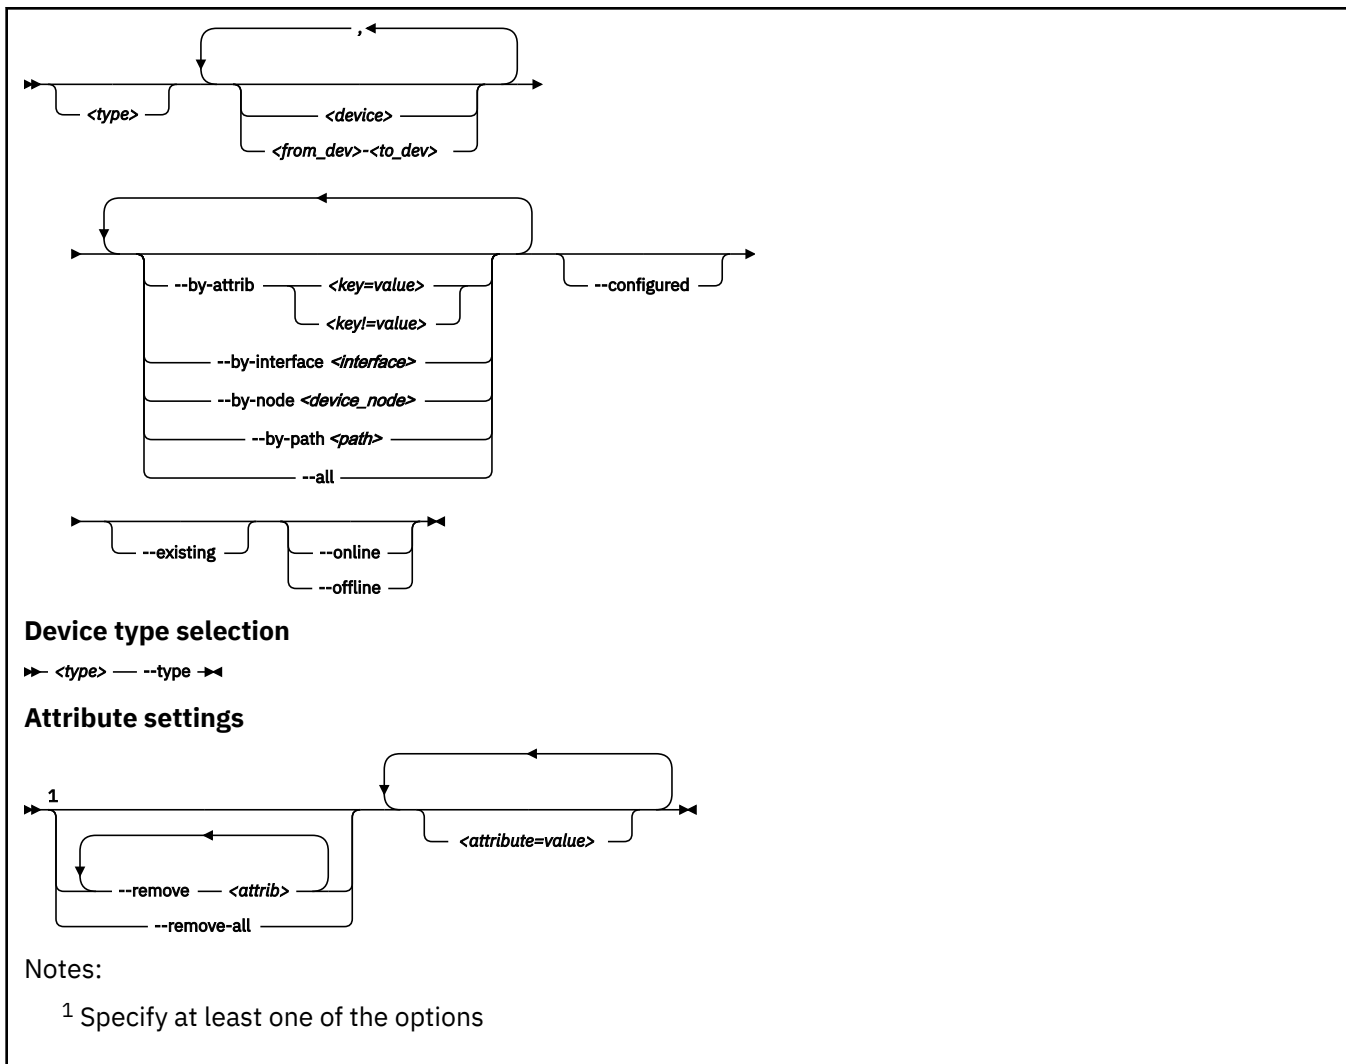 ,
<type>
<device>
<from_dev>-<to_dev>
--by-attrib <key=value> --configured
<key!=value>
--by-interface <interface>
--by-node <device_node>
--by-path <path>
--all
--existing --online
--offline
Device type selection
<type> --type
Attribute settings
1
<attribute=value>
--remove <attrib>
--remove-all
Notes:
1 Specify at least one of the options